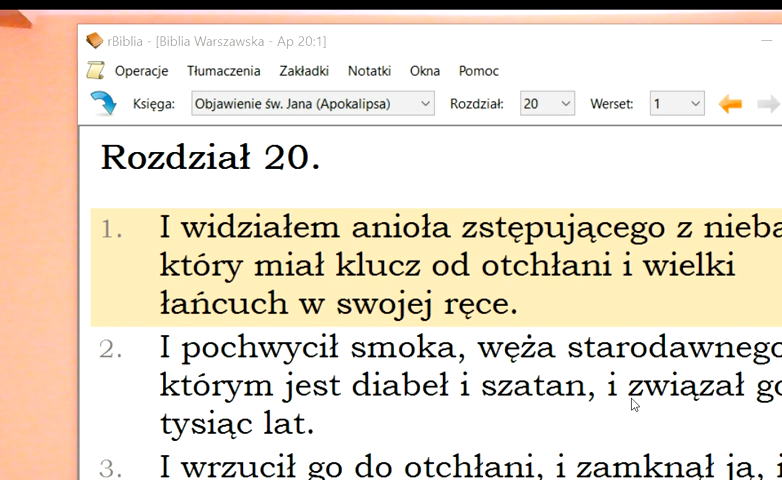 rBiblia - [Biblia Warszawska - Ap 20:1]
Operacje Tłumaczenia Zakładki Notatki Okna Pomoc
Księga: Objawienie św. Jana (Apokalipsa) Rozdział: 20 Werset: 1
Rozdział 20.
1. I widziałem anioła zstępującego z nieba
który miał klucz od otchłani i wielki
łańcuch w swojej ręce.
2. I pochwycił smoka, węża starodawnego
którym jest diabeł i szatan, i związał go
tysiąc lat.
3. I wrzucił go do otchłani, i zamknął ją, i